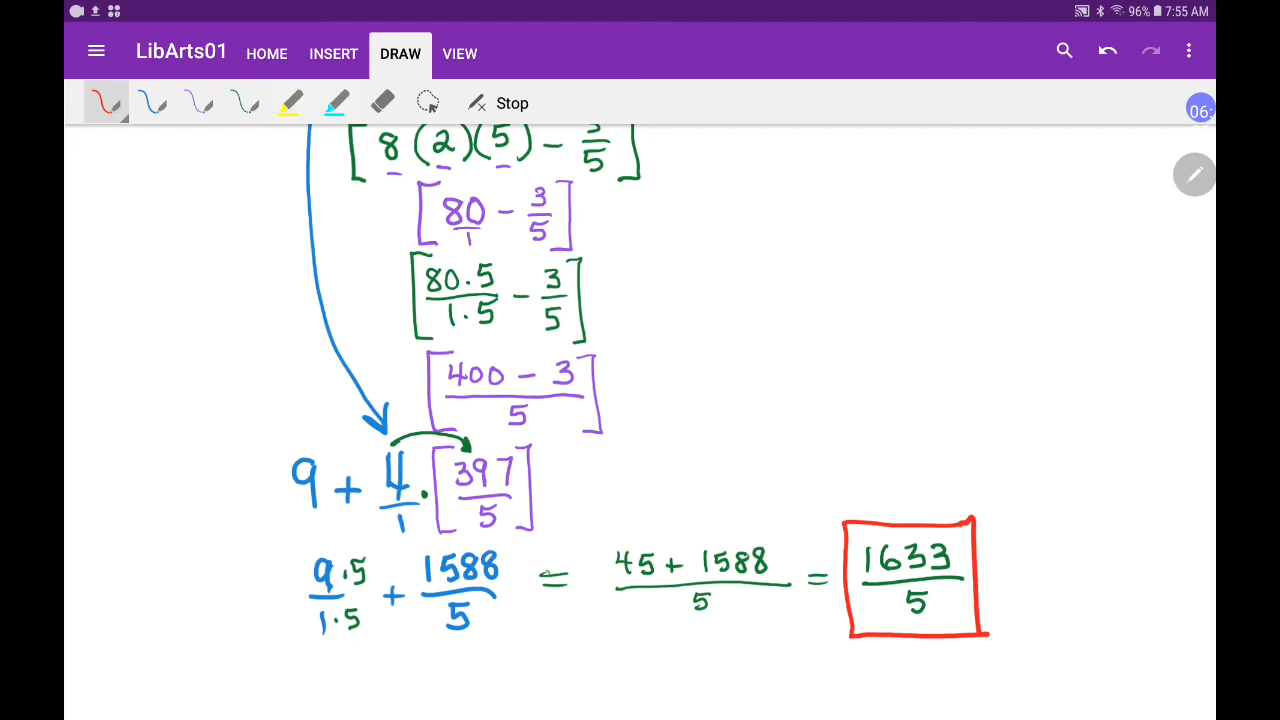 96% 7:55 AM
LibArts01 HOME INSERT DRAW VIEW
Stop
06:
[ 8 (2)(5) - 3/5 ]
[ 80/1 - 3/5 ]
[ 80·5/1·5 - 3/5 ]
[ 400 - 3/5 ]
9 + 4/1 · [ 397/5 ]
9·5/1·5 + 1588/5 = 45 + 1588/5 = 1633/5